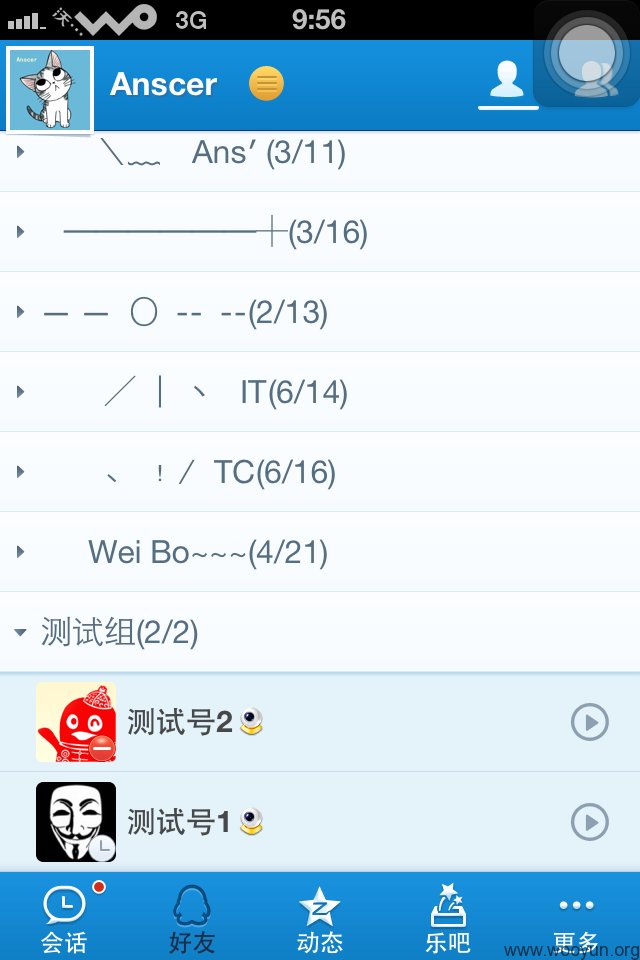 沃 3G 9:56
Anscer
Anscer
\﹏ Ans′ (3/11)
━━━━━━━━┼(3/16)
— — ○ -- --(2/13)
／ | 丶 IT(6/14)
、 ! / TC(6/16)
Wei Bo~~~(4/21)
测试组(2/2)
测试号2
测试号1
会话 好友 动态 乐吧 更多
www.wooyun.org